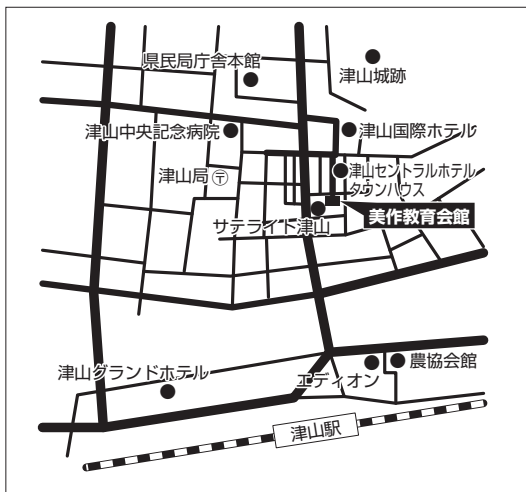 県民局庁舎本館
津山城跡
津山中央記念病院
津山国際ホテル
津山局〒
津山セントラルホテル
タウンハウス
サテライト津山
美作教育会館
津山グランドホテル
エディオン
農協会館
津山駅